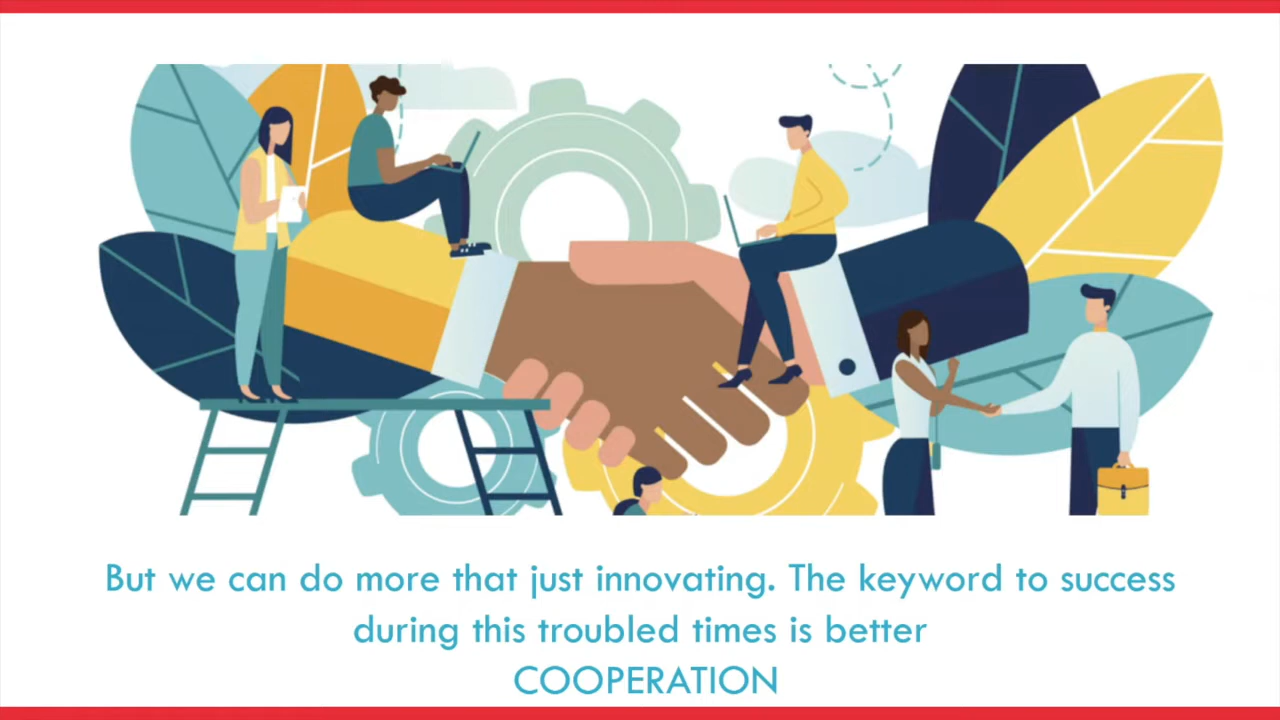 But we can do more that just innovating. The keyword to success
during this troubled times is better
COOPERATION